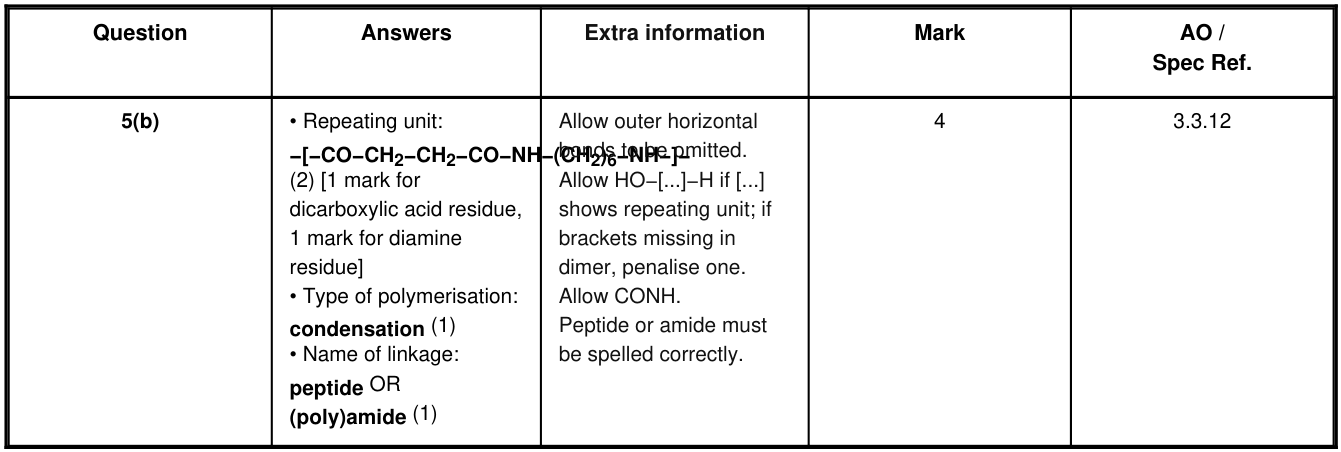 Question Answers Extra information Mark AO /
Spec Ref.
5(b)
• Repeating unit:
–[–CO–CH₂–CH₂–CO–NH–(CH₂)₆–NH–]–
(2) [1 mark for
dicarboxylic acid residue,
1 mark for diamine
residue]
• Type of polymerisation:
condensation (1)
• Name of linkage:
peptide OR
(poly)amide (1)
Allow outer horizontal
bonds to be omitted.
Allow HO–[...]–H if [...]
shows repeating unit; if
brackets missing in
dimer, penalise one.
Allow CONH.
Peptide or amide must
be spelled correctly.
4
3.3.12